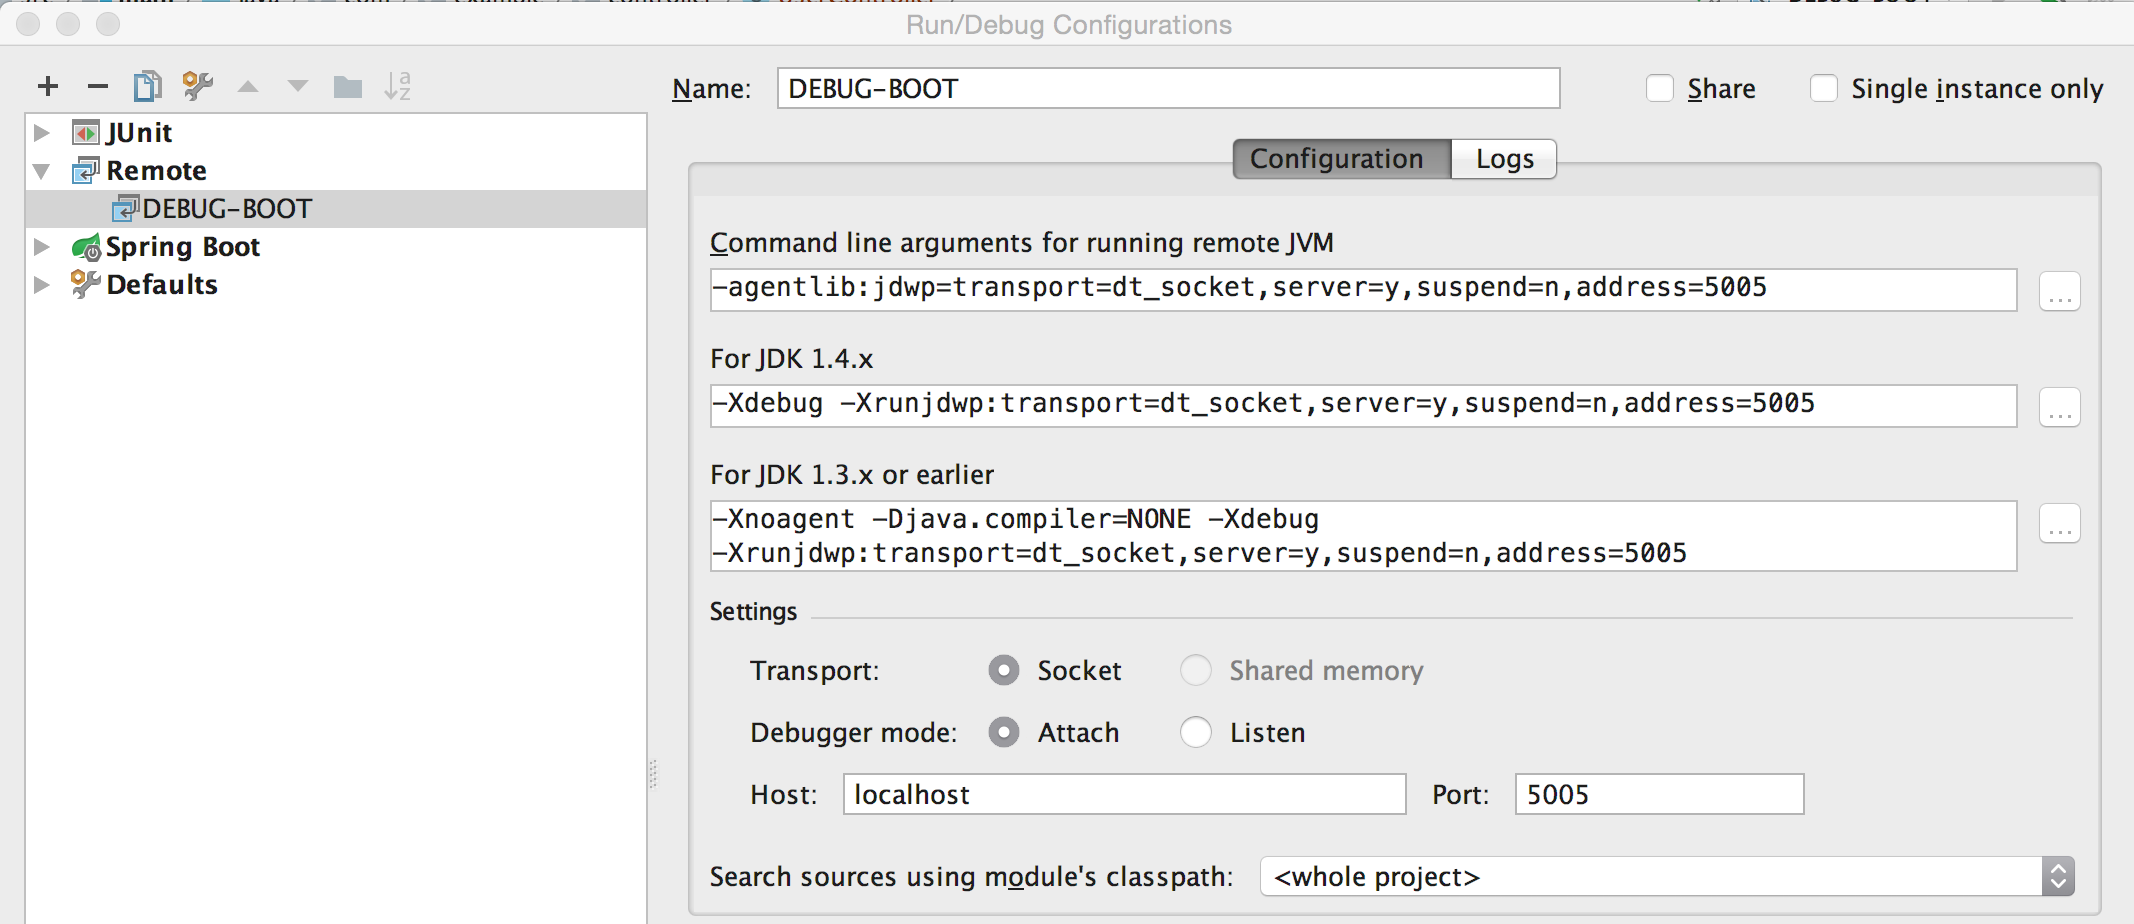 Run/Debug Configurations
Name: DEBUG-BOOT Share Single instance only
JUnit
Remote
DEBUG-BOOT
Spring Boot
Defaults
Configuration Logs
Command line arguments for running remote JVM
-agentlib:jdwp=transport=dt_socket,server=y,suspend=n,address=5005
...
For JDK 1.4.x
-Xdebug -Xrunjdwp:transport=dt_socket,server=y,suspend=n,address=5005
...
For JDK 1.3.x or earlier
-Xnoagent -Djava.compiler=NONE -Xdebug
-Xrunjdwp:transport=dt_socket,server=y,suspend=n,address=5005
...
Settings
Transport: Socket Shared memory
Debugger mode: Attach Listen
Host: localhost Port: 5005
Search sources using module's classpath: <whole project>